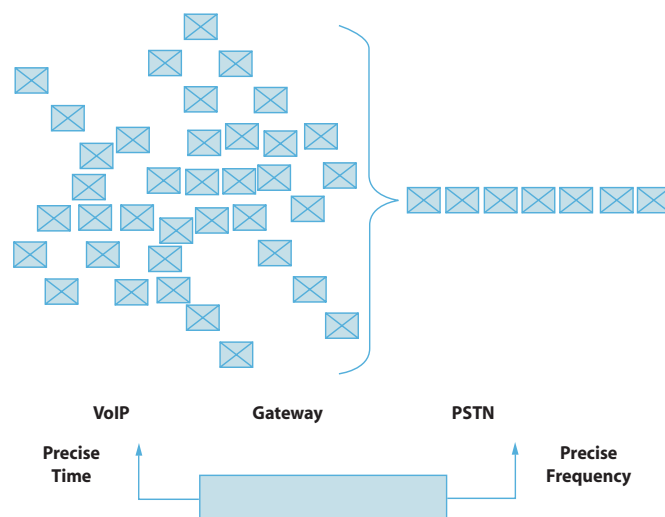 VoIP
Gateway
PSTN
Precise
Time
Precise
Frequency